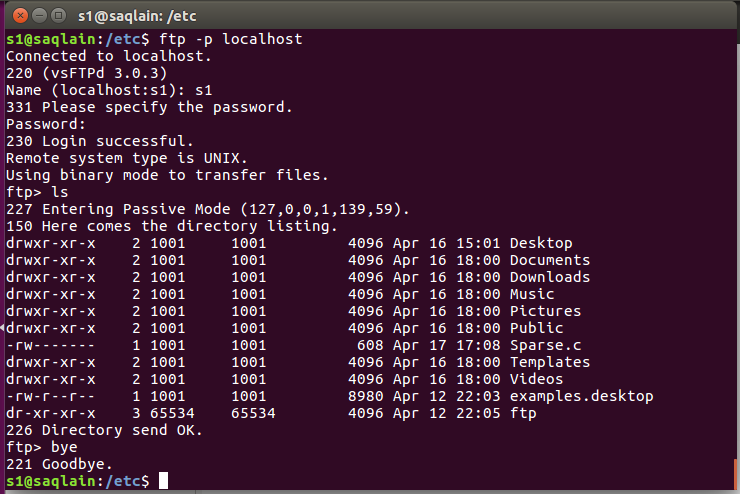 s1@saqlain: /etc
s1@saqlain:/etc$ ftp -p localhost
Connected to localhost.
220 (vsFTPd 3.0.3)
Name (localhost:s1): s1
331 Please specify the password.
Password:
230 Login successful.
Remote system type is UNIX.
Using binary mode to transfer files.
ftp> ls
227 Entering Passive Mode (127,0,0,1,139,59).
150 Here comes the directory listing.
drwxr-xr-x    2 1001     1001         4096 Apr 16 15:01 Desktop
drwxr-xr-x    2 1001     1001         4096 Apr 16 18:00 Documents
drwxr-xr-x    2 1001     1001         4096 Apr 16 18:00 Downloads
drwxr-xr-x    2 1001     1001         4096 Apr 16 18:00 Music
drwxr-xr-x    2 1001     1001         4096 Apr 16 18:00 Pictures
drwxr-xr-x    2 1001     1001         4096 Apr 16 18:00 Public
-rw-------    1 1001     1001          608 Apr 17 17:08 Sparse.c
drwxr-xr-x    2 1001     1001         4096 Apr 16 18:00 Templates
drwxr-xr-x    2 1001     1001         4096 Apr 16 18:00 Videos
-rw-r--r--    1 1001     1001         8980 Apr 12 22:03 examples.desktop
dr-xr-xr-x    3 65534    65534        4096 Apr 12 22:05 ftp
226 Directory send OK.
ftp> bye
221 Goodbye.
s1@saqlain:/etc$